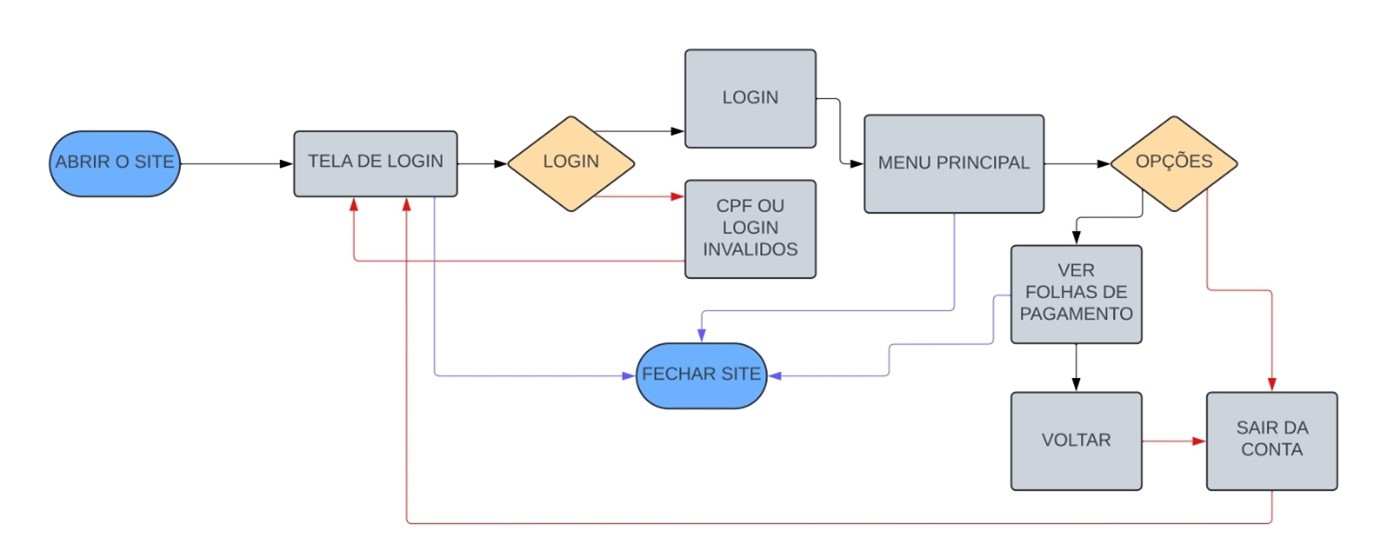 ABRIR O SITE
TELA DE LOGIN
LOGIN
LOGIN
CPF OU
LOGIN
INVALIDOS
MENU PRINCIPAL
OPÇÕES
VER
FOLHAS DE
PAGAMENTO
FECHAR SITE
VOLTAR
SAIR DA
CONTA